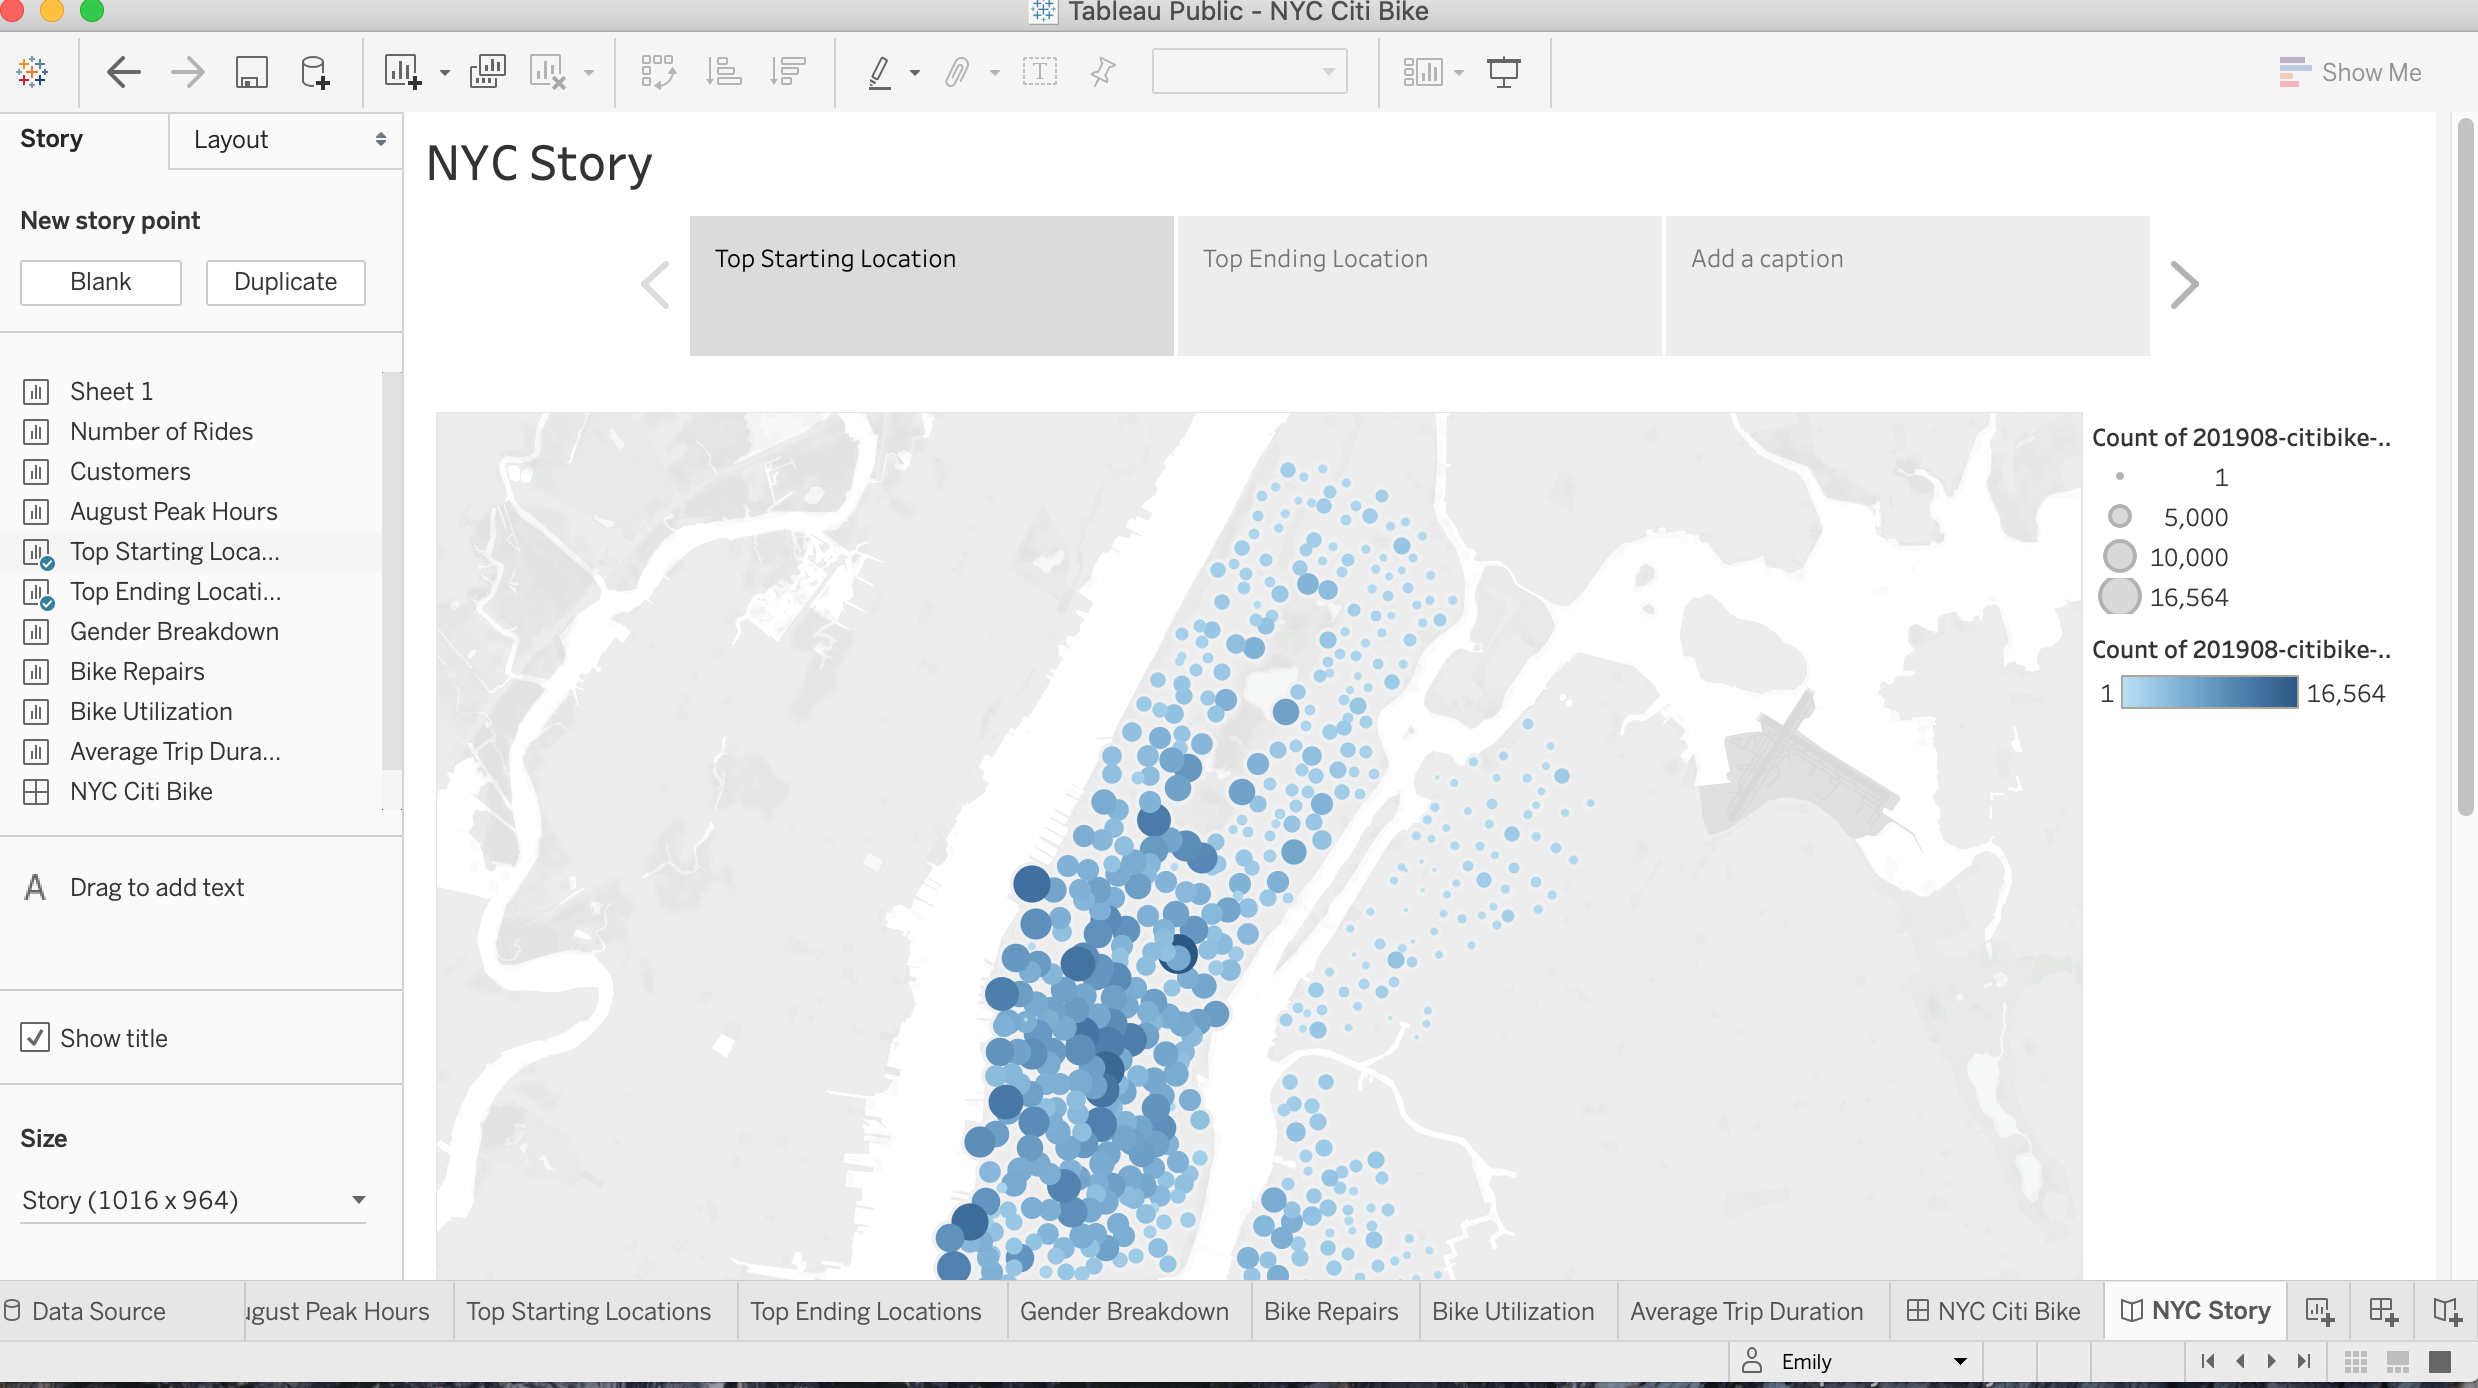 Tableau Public - NYC Citi Bike
Show Me
Story
Layout
New story point
Blank
Duplicate
Sheet 1
Number of Rides
Customers
August Peak Hours
Top Starting Loca...
Top Ending Locati...
Gender Breakdown
Bike Repairs
Bike Utilization
Average Trip Dura...
NYC Citi Bike
A Drag to add text
Show title
Size
Story (1016 x 964)
NYC Story
Top Starting Location
Top Ending Location
Add a caption
Count of 201908-citibike-..
1
5,000
10,000
16,564
Count of 201908-citibike-..
1 16,564
Data Source
ugust Peak Hours
Top Starting Locations
Top Ending Locations
Gender Breakdown
Bike Repairs
Bike Utilization
Average Trip Duration
NYC Citi Bike
NYC Story
Emily